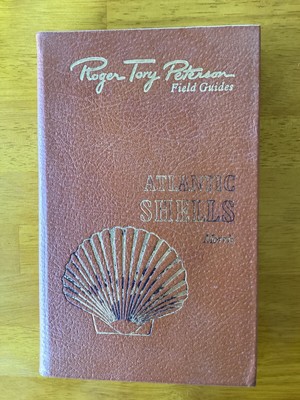 Roger Tory Peterson
Field Guides
ATLANTIC
SHELLS